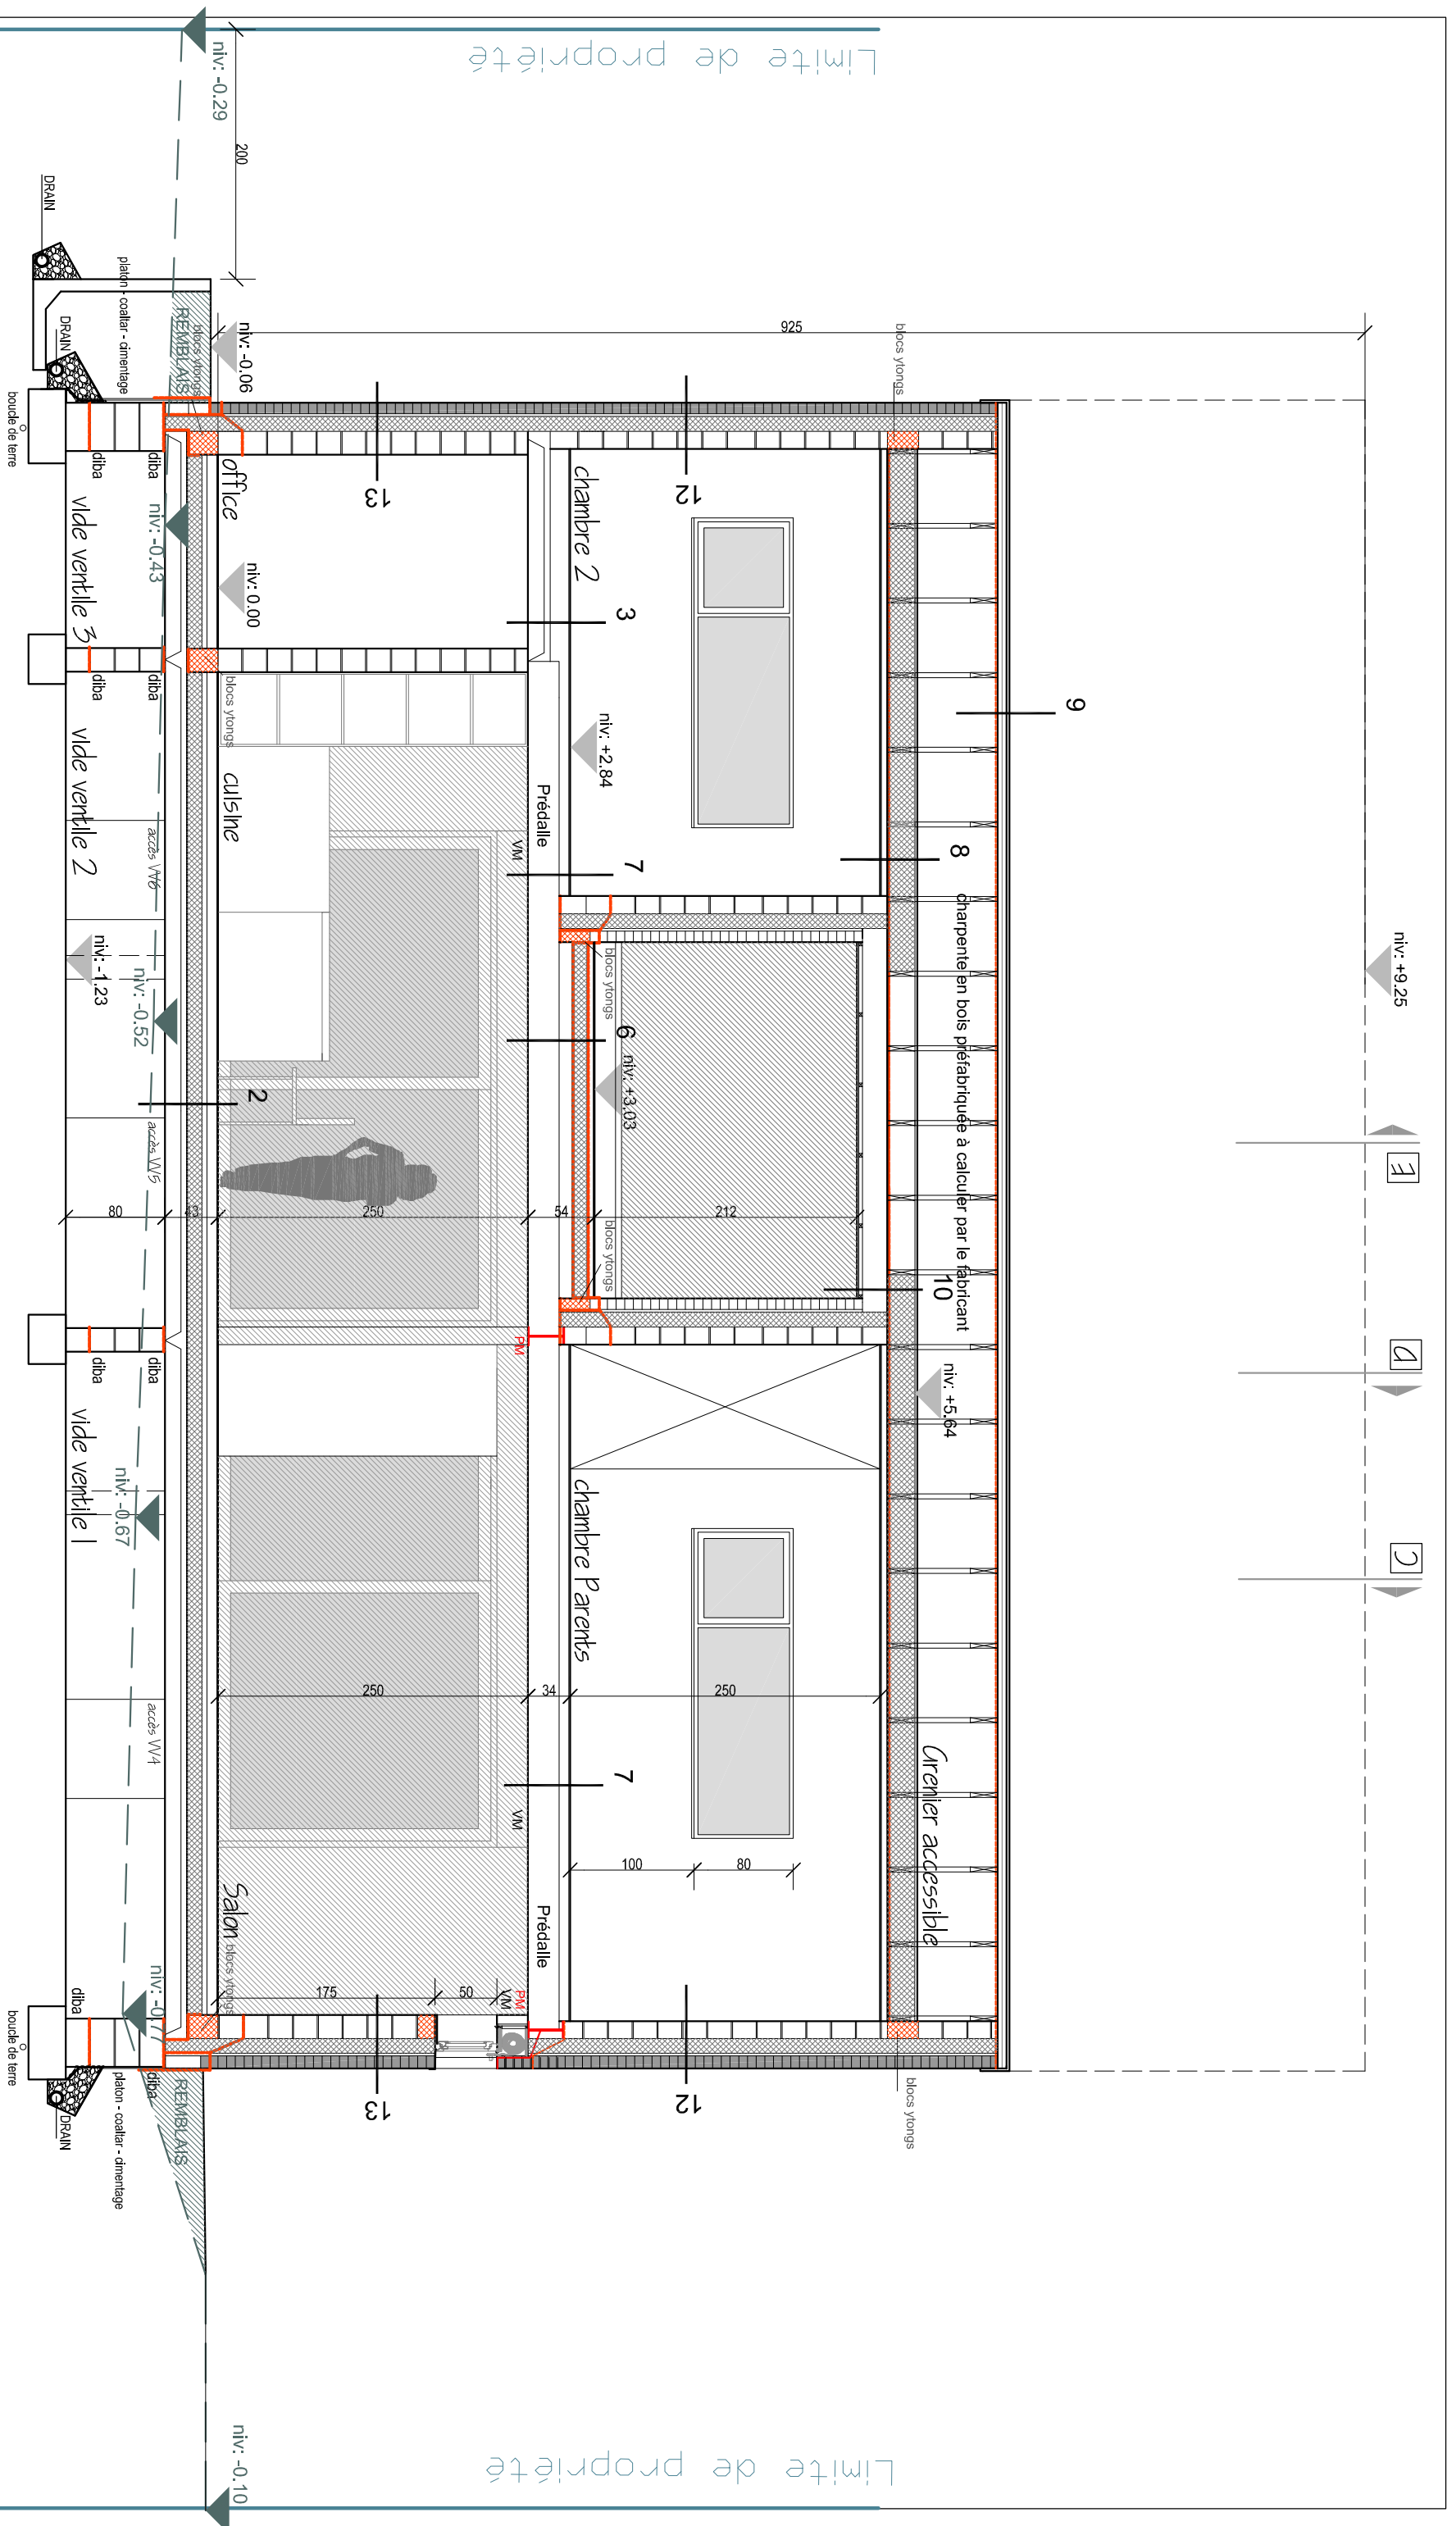 niv: +9.25
E
D
C
9
charpente en bois préfabriquée à calculer par le fabricant
niv: +5.64
Grenier accessible
Limite de propriété
Limite de propriété
925
blocs ytongs
blocs ytongs
8
10
12
12
chambre 2
212
250
100
80
chambre Parents
niv: +2.84
blocs ytongs
niv: +3.03
blocs ytongs
3
7
6
7
Prédalle
54
34
Prédalle
VM
PM
VM
PM
VM
13
13
office
niv: 0.00
blocs ytongs
cuisine
250
250
175
50
Salon
blocs ytongs
2
niv: -0.29
200
niv: -0.06
blocs ytongs
REMBLAIS
REMBLAIS
niv: -0.10
43
80
DRAIN
DRAIN
DRAIN
platon - coaltar - cimentage
platon - coaltar - cimentage
boucle de terre
boucle de terre
diba
diba
diba
diba
diba
diba
diba
diba
niv: -0.43
niv: -0.52
niv: -0.67
niv: -0.77
niv: -1.23
accès VV6
accès VV5
accès VV4
vide ventile 3
vide ventile 2
vide ventile 1